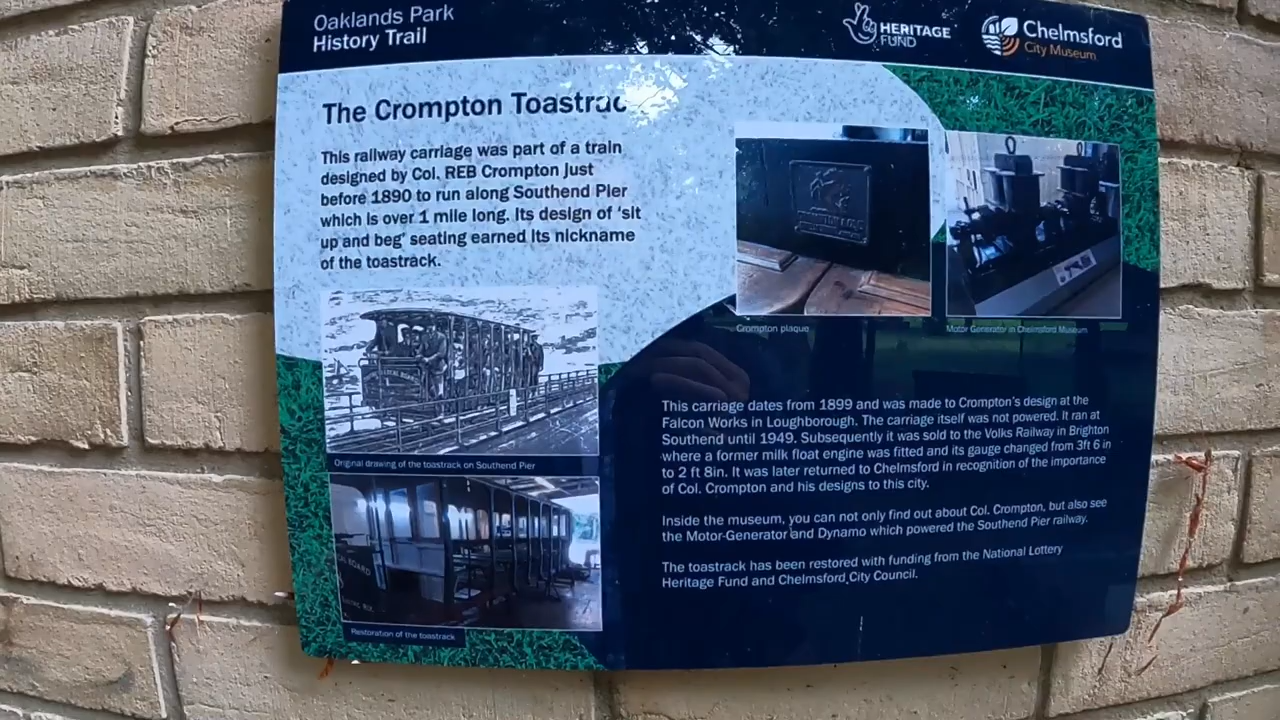 Oaklands Park
History Trail
HERITAGE
FUND
Chelmsford
City Museum
The Crompton Toastrac
This railway carriage was part of a train
designed by Col. REB Crompton just
before 1890 to run along Southend Pier
which is over 1 mile long. Its design of 'sit
up and beg' seating earned its nickname
of the toastrack.
Crompton plaque
Motor Generator in Chelmsford Museum
Original drawing of the toastrack on Southend Pier
Restoration of the toastrack
This carriage dates from 1899 and was made to Crompton's design at the
Falcon Works in Loughborough. The carriage itself was not powered. It ran at
Southend until 1949. Subsequently it was sold to the Volks Railway in Brighton
where a former milk float engine was fitted and its gauge changed from 3ft 6 in
to 2 ft 8in. It was later returned to Chelmsford in recognition of the importance
of Col. Crompton and his designs to this city.
Inside the museum, you can not only find out about Col. Crompton, but also see
the Motor-Generator and Dynamo which powered the Southend Pier railway.
The toastrack has been restored with funding from the National Lottery
Heritage Fund and Chelmsford City Council.